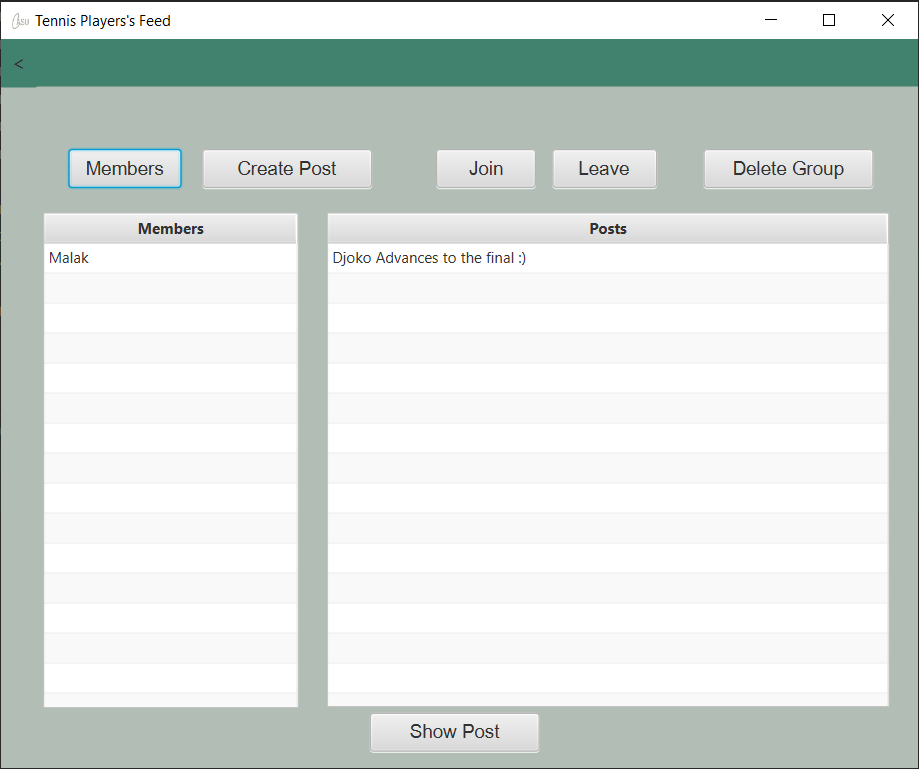 ASU Tennis Players's Feed
<
Members Create Post Join Leave Delete Group
Members Posts
Malak Djoko Advances to the final :)
Show Post